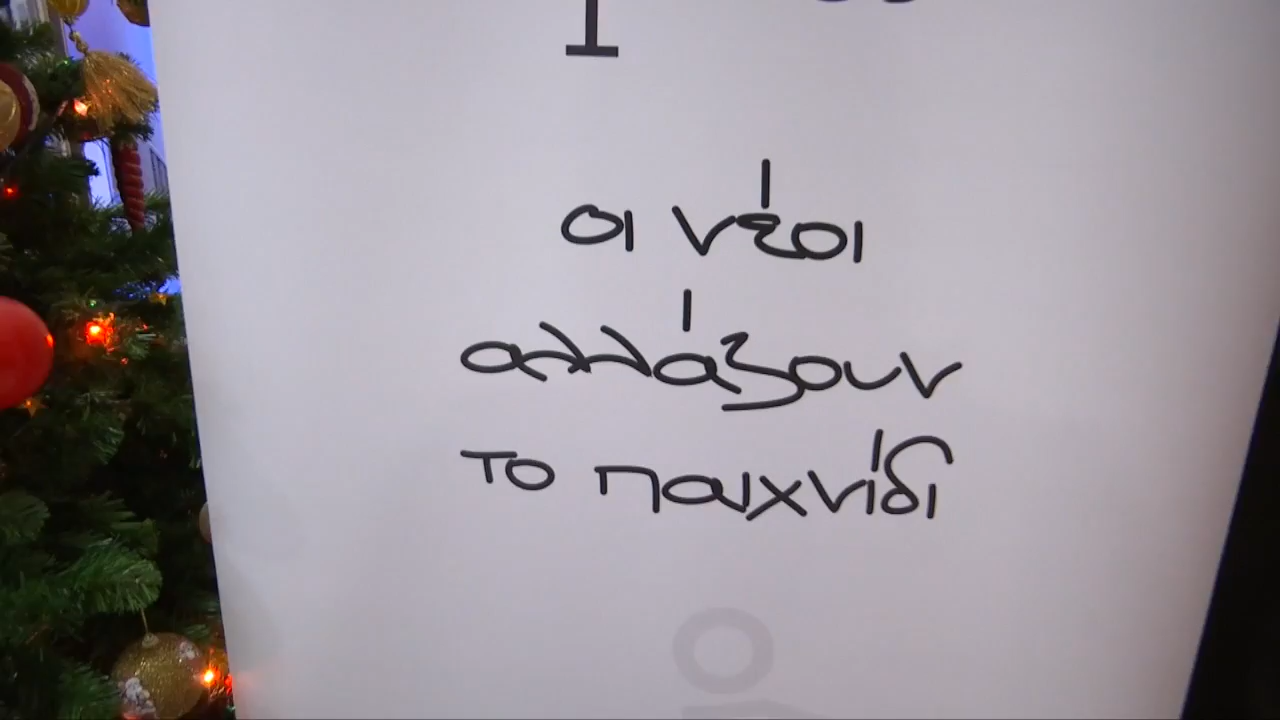 οι νέοι
αλλάζουν
το παιχνίδι